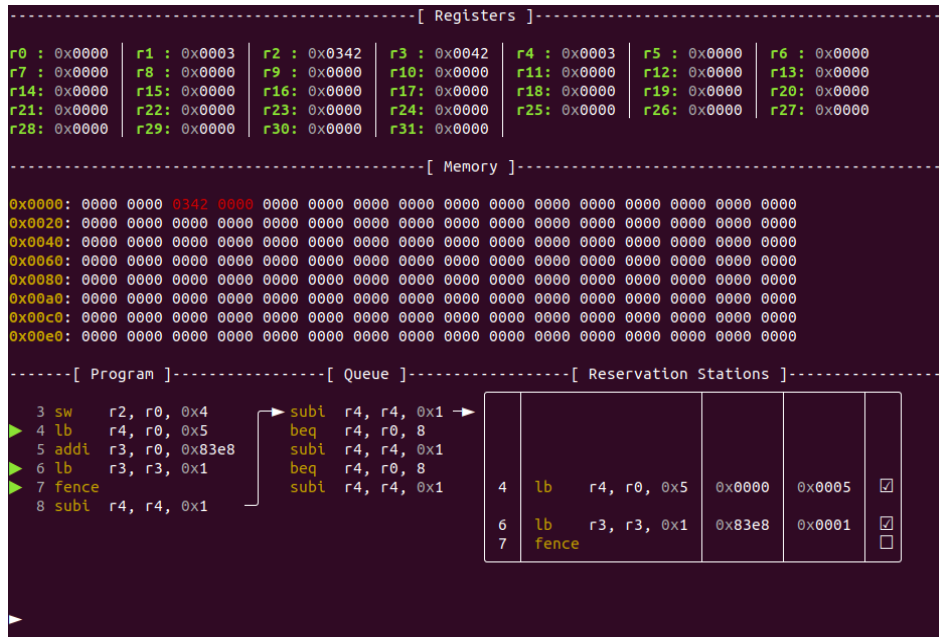 -----------------------------------------[ Registers ]-----------------------------------------
r0 : 0x0000 | r1 : 0x0003 | r2 : 0x0342 | r3 : 0x0042 | r4 : 0x0003 | r5 : 0x0000 | r6 : 0x0000
r7 : 0x0000 | r8 : 0x0000 | r9 : 0x0000 | r10: 0x0000 | r11: 0x0000 | r12: 0x0000 | r13: 0x0000
r14: 0x0000 | r15: 0x0000 | r16: 0x0000 | r17: 0x0000 | r18: 0x0000 | r19: 0x0000 | r20: 0x0000
r21: 0x0000 | r22: 0x0000 | r23: 0x0000 | r24: 0x0000 | r25: 0x0000 | r26: 0x0000 | r27: 0x0000
r28: 0x0000 | r29: 0x0000 | r30: 0x0000 | r31: 0x0000 |
------------------------------------------[ Memory ]------------------------------------------
0x0000: 0000 0000 0342 0000 0000 0000 0000 0000 0000 0000 0000 0000 0000 0000 0000 0000
0x0020: 0000 0000 0000 0000 0000 0000 0000 0000 0000 0000 0000 0000 0000 0000 0000 0000
0x0040: 0000 0000 0000 0000 0000 0000 0000 0000 0000 0000 0000 0000 0000 0000 0000 0000
0x0060: 0000 0000 0000 0000 0000 0000 0000 0000 0000 0000 0000 0000 0000 0000 0000 0000
0x0080: 0000 0000 0000 0000 0000 0000 0000 0000 0000 0000 0000 0000 0000 0000 0000 0000
0x00a0: 0000 0000 0000 0000 0000 0000 0000 0000 0000 0000 0000 0000 0000 0000 0000 0000
0x00c0: 0000 0000 0000 0000 0000 0000 0000 0000 0000 0000 0000 0000 0000 0000 0000 0000
0x00e0: 0000 0000 0000 0000 0000 0000 0000 0000 0000 0000 0000 0000 0000 0000 0000 0000
-------[ Program ]-----------------[ Queue ]------------------[ Reservation Stations ]-----------------
3 sw r2, r0, 0x4
4 lb r4, r0, 0x5
5 addi r3, r0, 0x83e8
6 lb r3, r3, 0x1
7 fence
8 subi r4, r4, 0x1
subi r4, r4, 0x1
beq r4, r0, 8
subi r4, r4, 0x1
beq r4, r0, 8
subi r4, r4, 0x1
4 lb r4, r0, 0x5 0x0000 0x0005 ☑
6 lb r3, r3, 0x1 0x83e8 0x0001 ☑
7 fence ☐